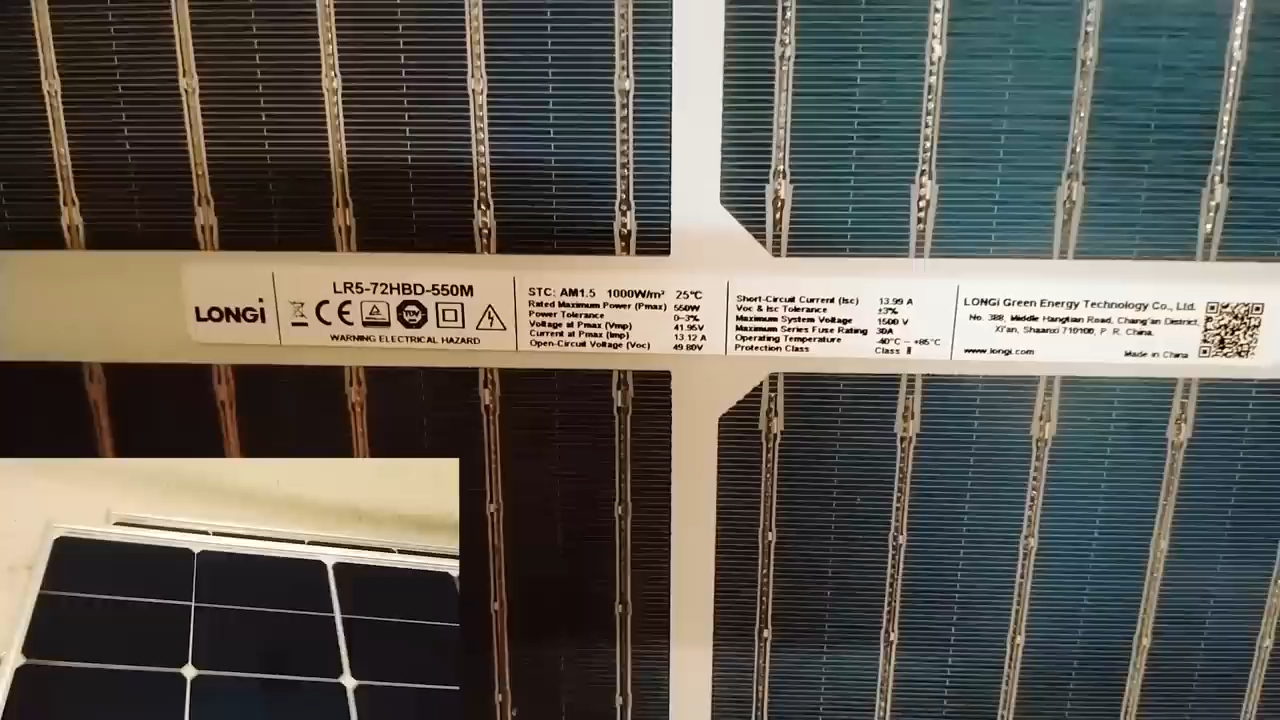 LONGi
LR5-72HBD-550M
CE
TÜV
WARNING ELECTRICAL HAZARD
STC: AM1.5 1000W/m² 25℃
Rated Maximum Power (Pmax) 550W
Power Tolerance 0~3%
Voltage at Pmax (Vmp) 41.95V
Current at Pmax (Imp) 13.12 A
Open-Circuit Voltage (Voc) 49.80V
Short-Circuit Current (Isc) 13.99 A
Voc & Isc Tolerance ±3%
Maximum System Voltage 1500 V
Maximum Series Fuse Rating 30A
Operating Temperature -40°C ~ +85°C
Protection Class Class Ⅱ
LONGi Green Energy Technology Co., Ltd.
No. 388, Middle Hangtian Road, Chang'an District,
Xi'an, Shaanxi 710100, P. R. China.
www.longi.com Made in China